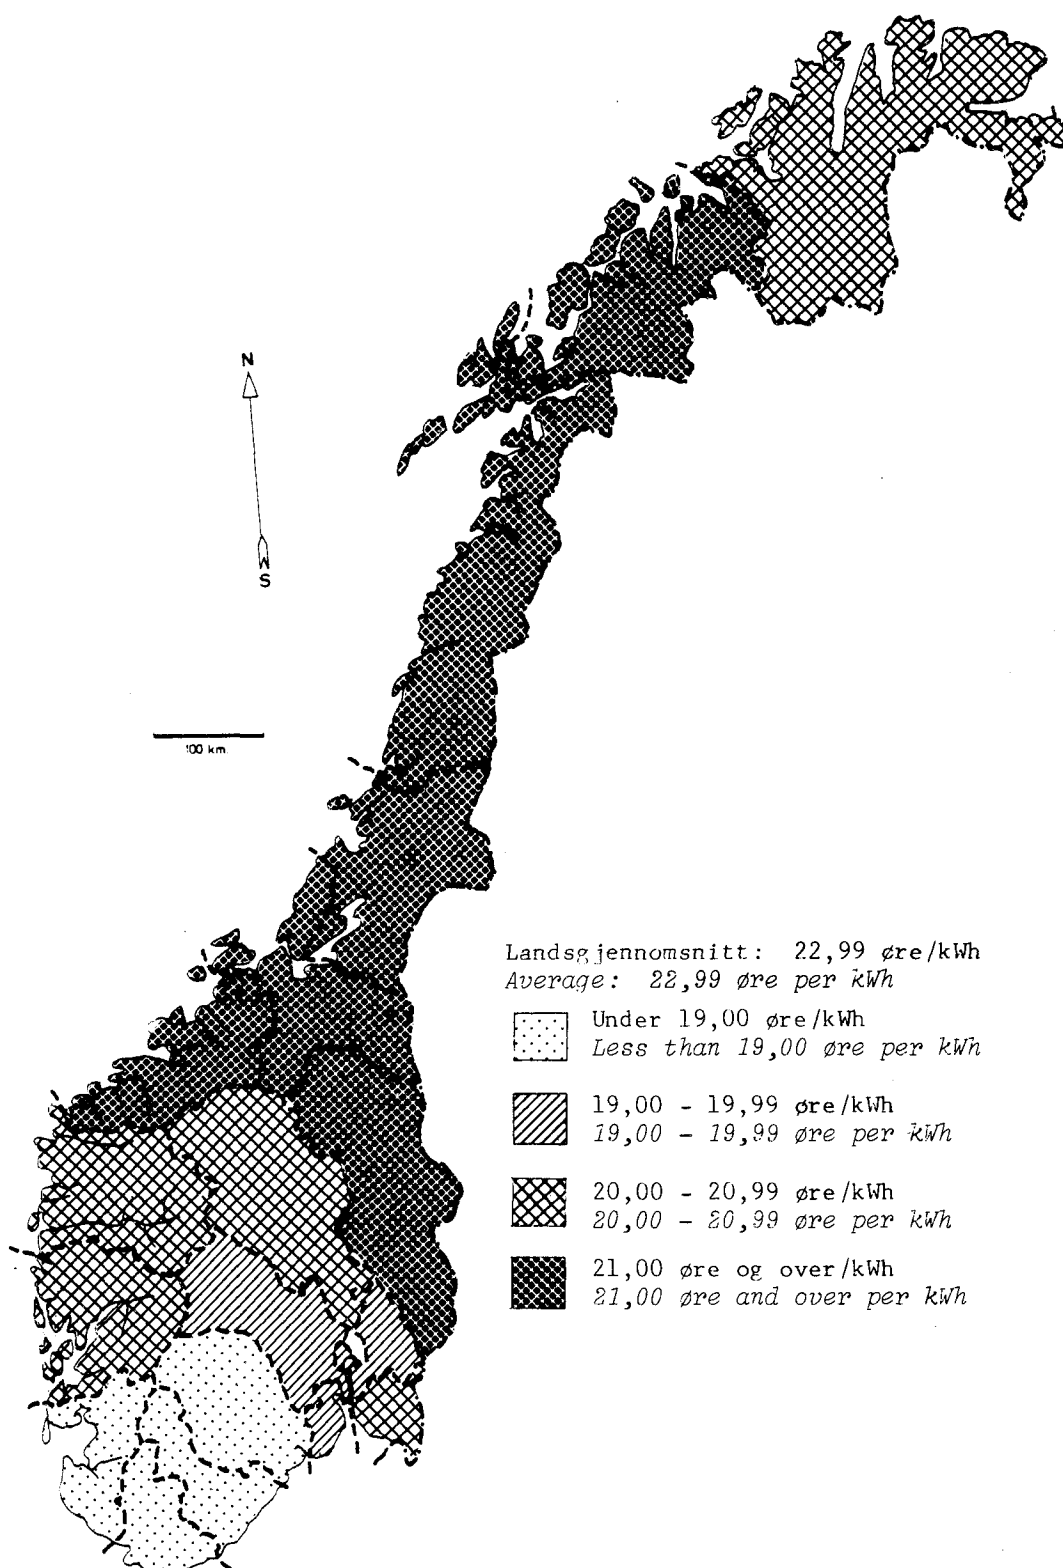 N
S
100 km.
Landsgjennomsnitt: 22,99 øre/kWh
Average: 22,99 øre per kWh
Under 19,00 øre/kWh
Less than 19,00 øre per kWh
19,00 - 19,99 øre/kWh
19,00 - 19,99 øre per kWh
20,00 - 20,99 øre/kWh
20,00 - 20,99 øre per kWh
21,00 øre og over/kWh
21,00 øre and over per kWh